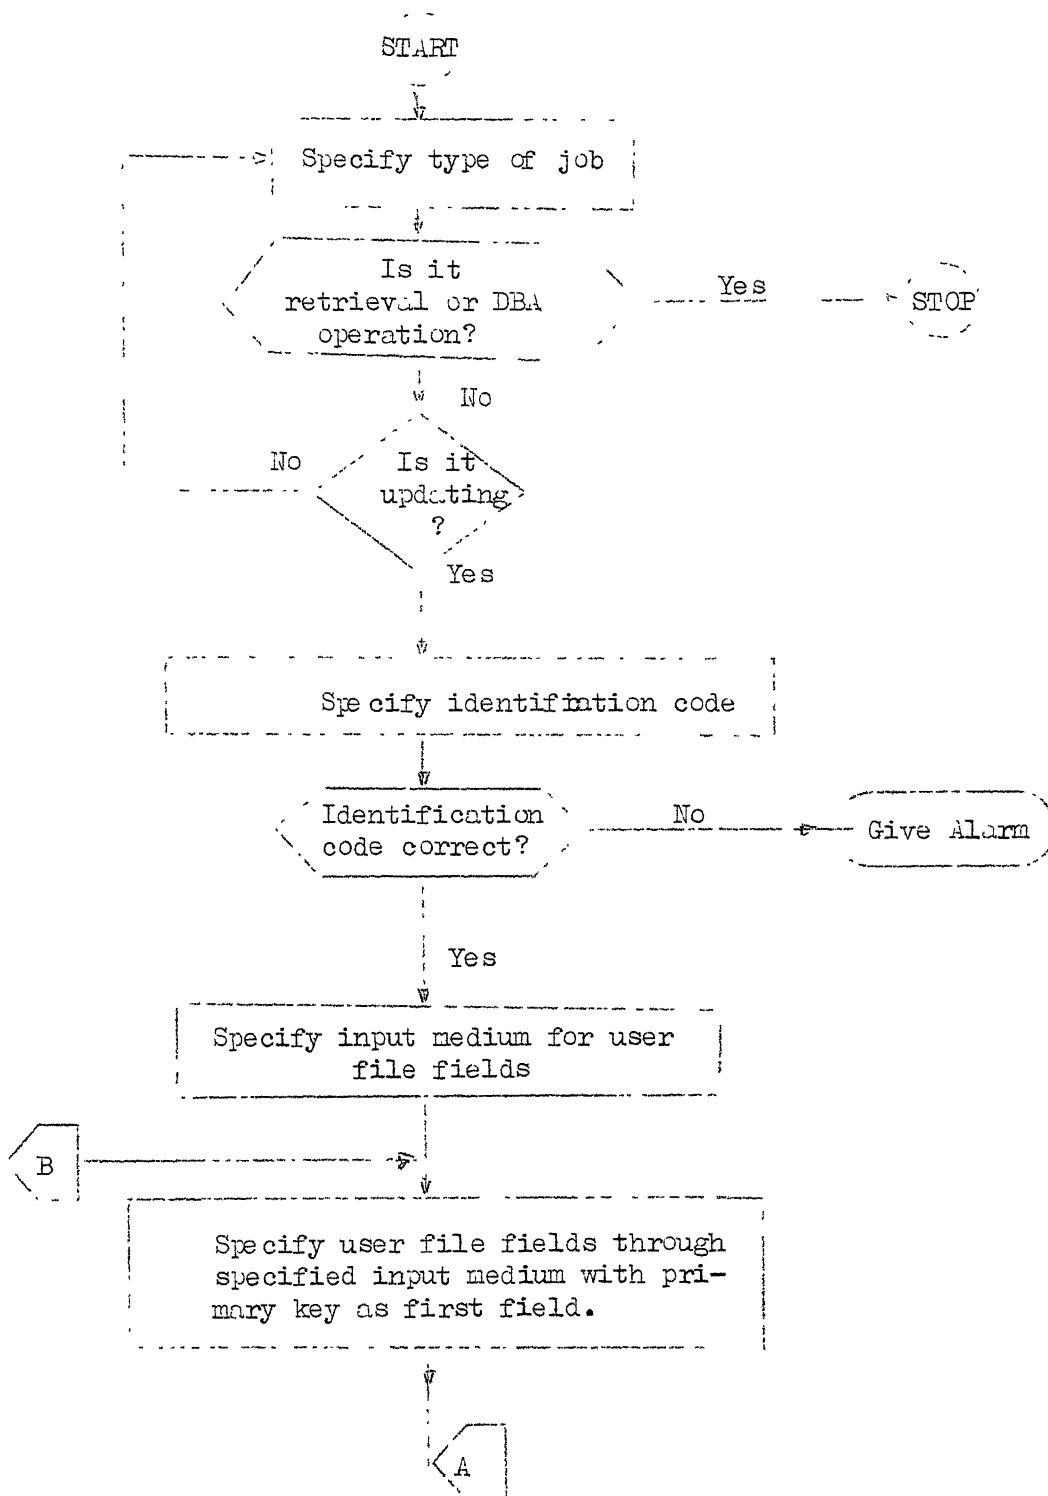 START
Specify type of job
Is it
retrieval or DBA
operation?
Yes
STOP
No
No
Is it
updating
?
Yes
Specify identifimtion code
Identification
code correct?
No
Give Alarm
Yes
Specify input medium for user
file fields
B
Specify user file fields through
specified input medium with pri-
mary key as first field.
A